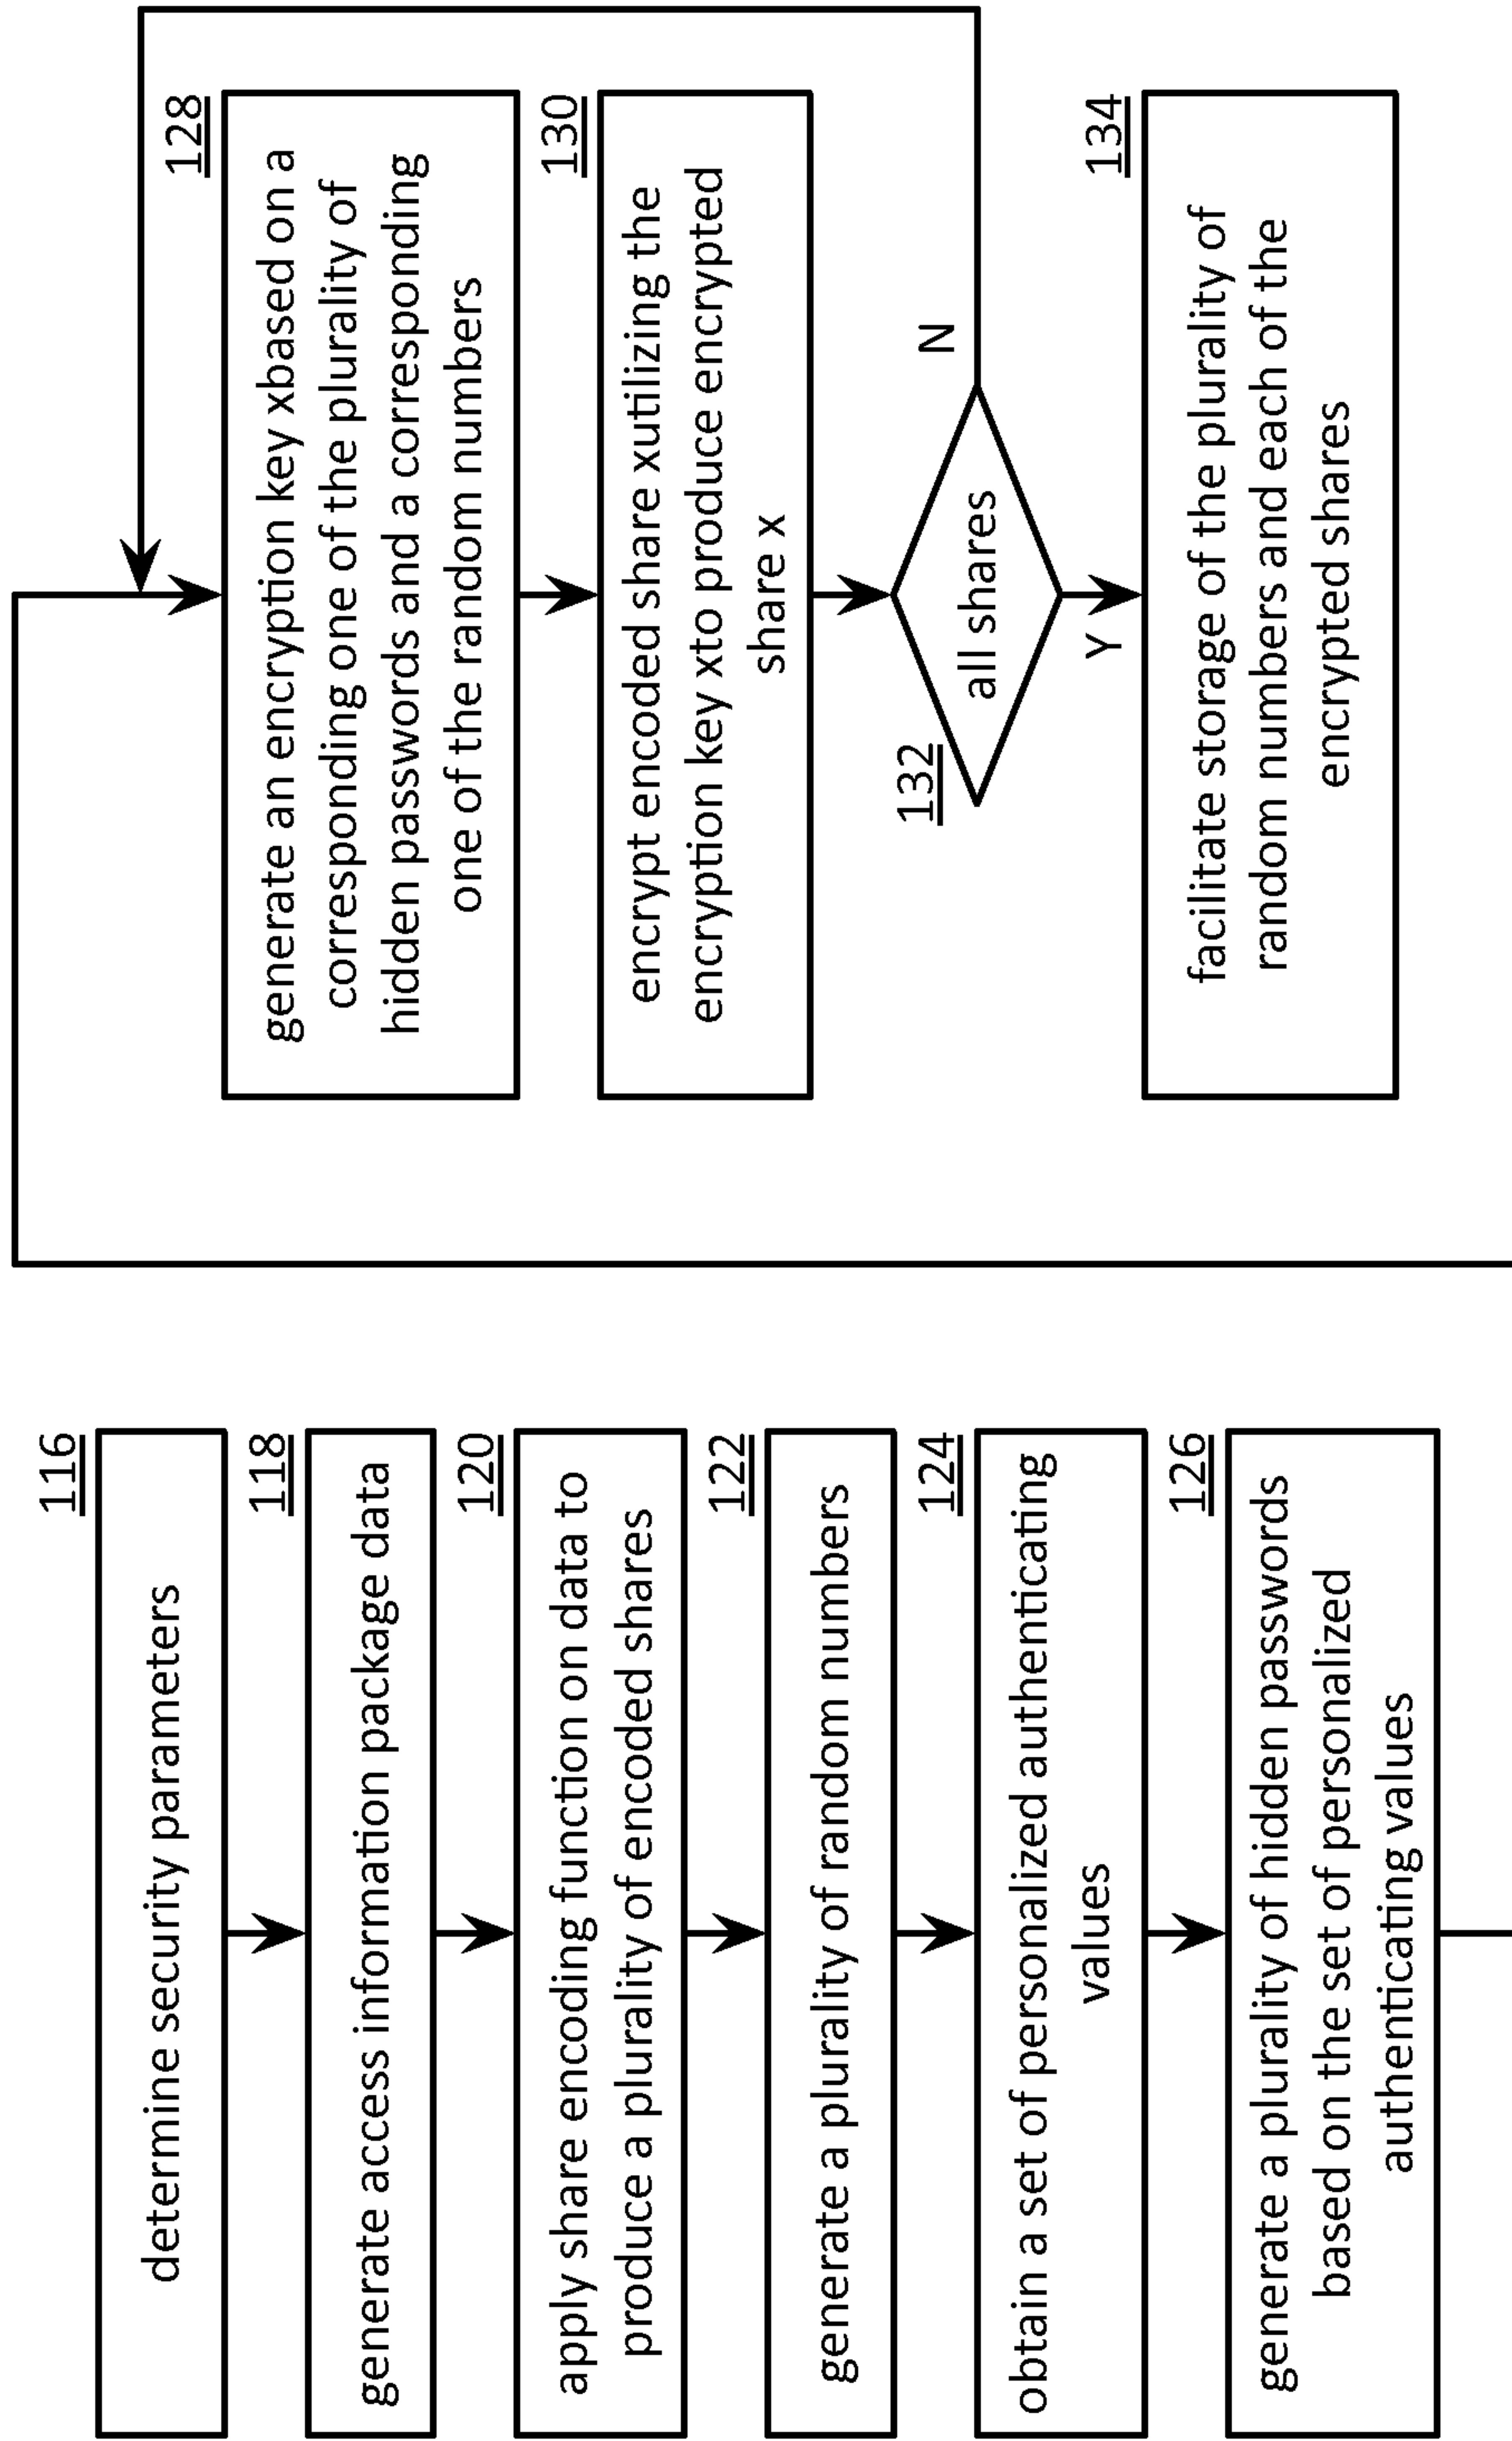 116
determine security parameters
118
generate access information package data
120
apply share encoding function on data to
produce a plurality of encoded shares
122
generate a plurality of random numbers
124
obtain a set of personalized authenticating
values
126
generate a plurality of hidden passwords
based on the set of personalized
authenticating values
128
generate an encryption key xbased on a
corresponding one of the plurality of
hidden passwords and a corresponding
one of the random numbers
130
encrypt encoded share xutilizing the
encryption key xto produce encrypted
share x
132
all shares
N
Y
134
facilitate storage of the plurality of
random numbers and each of the
encrypted shares